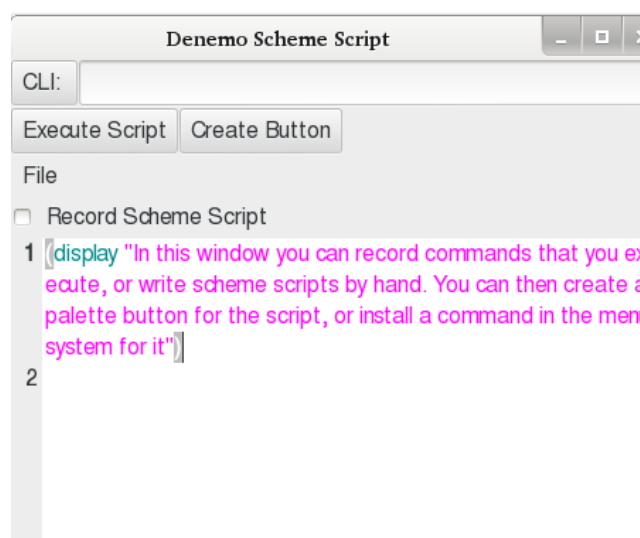 Denemo Scheme Script
CLI:
Execute Script Create Button
File
Record Scheme Script
1 (display "In this window you can record commands that you ex
ecute, or write scheme scripts by hand. You can then create a
palette button for the script, or install a command in the menu
system for it")
2